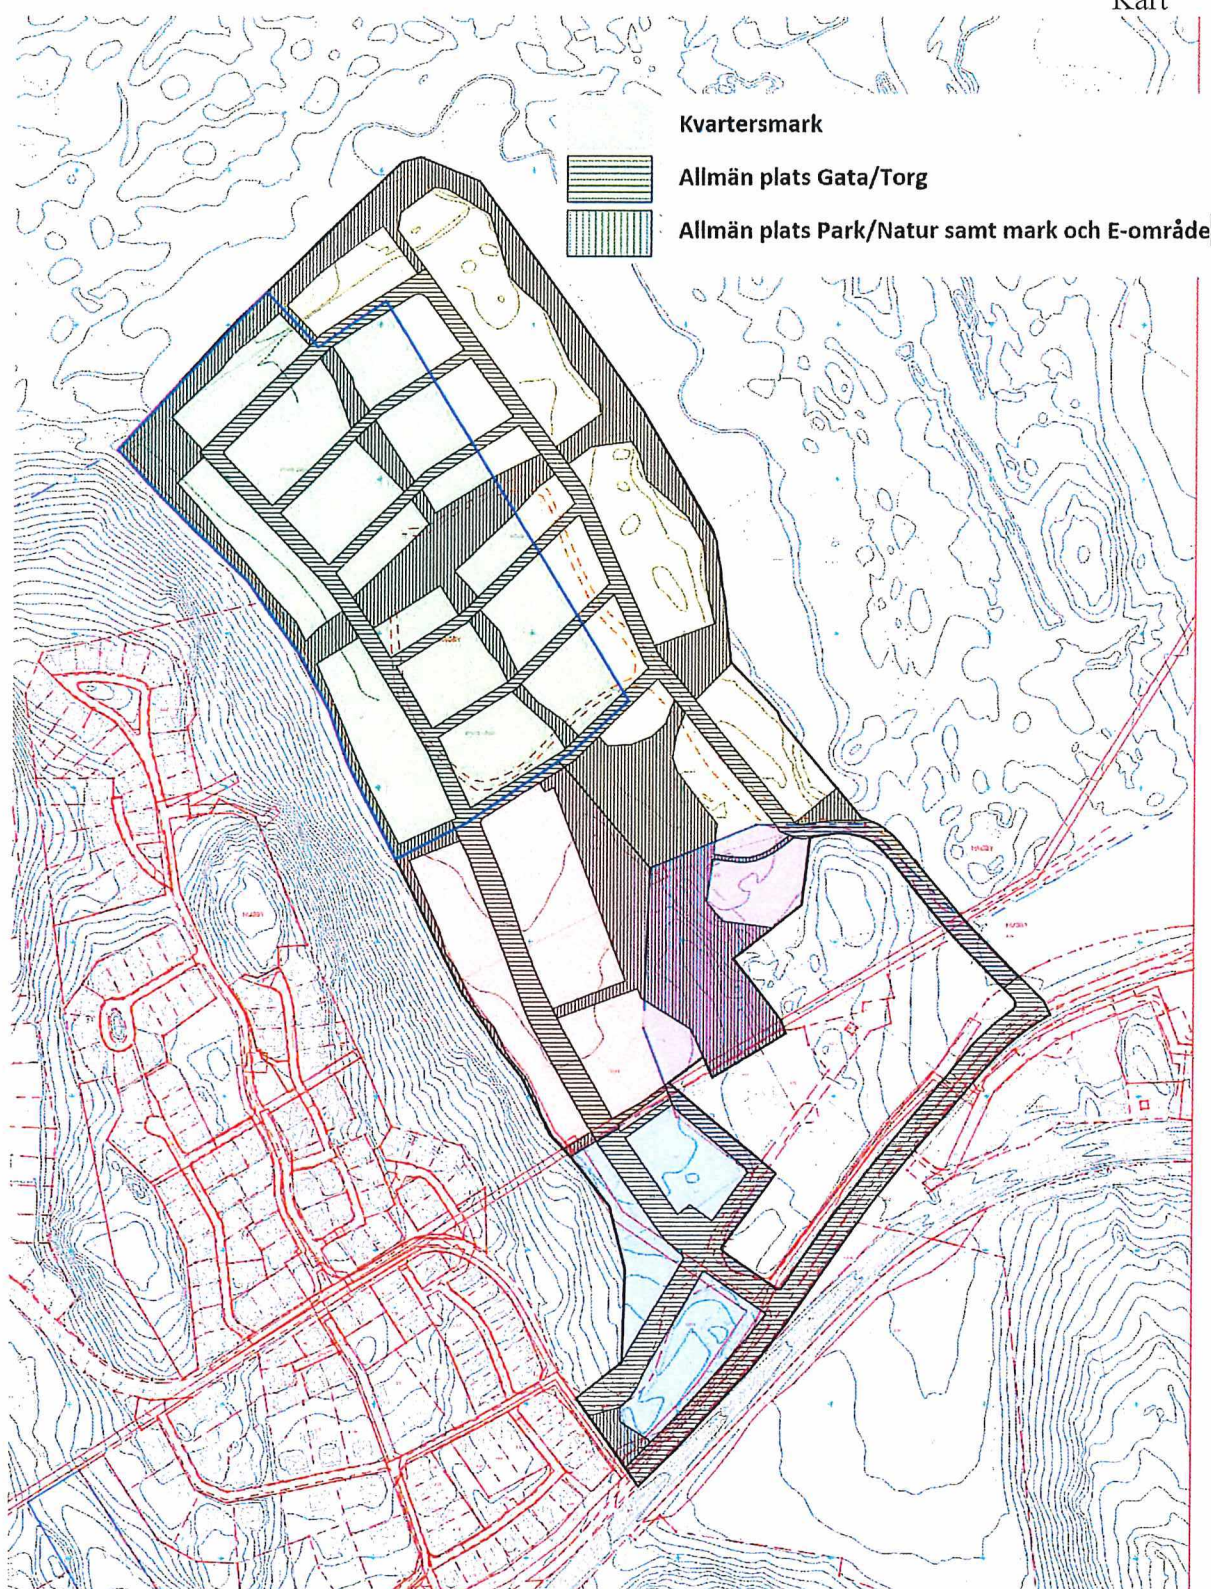 Kart
Kvartersmark
Allmän plats Gata/Torg
Allmän plats Park/Natur samt mark och E-område